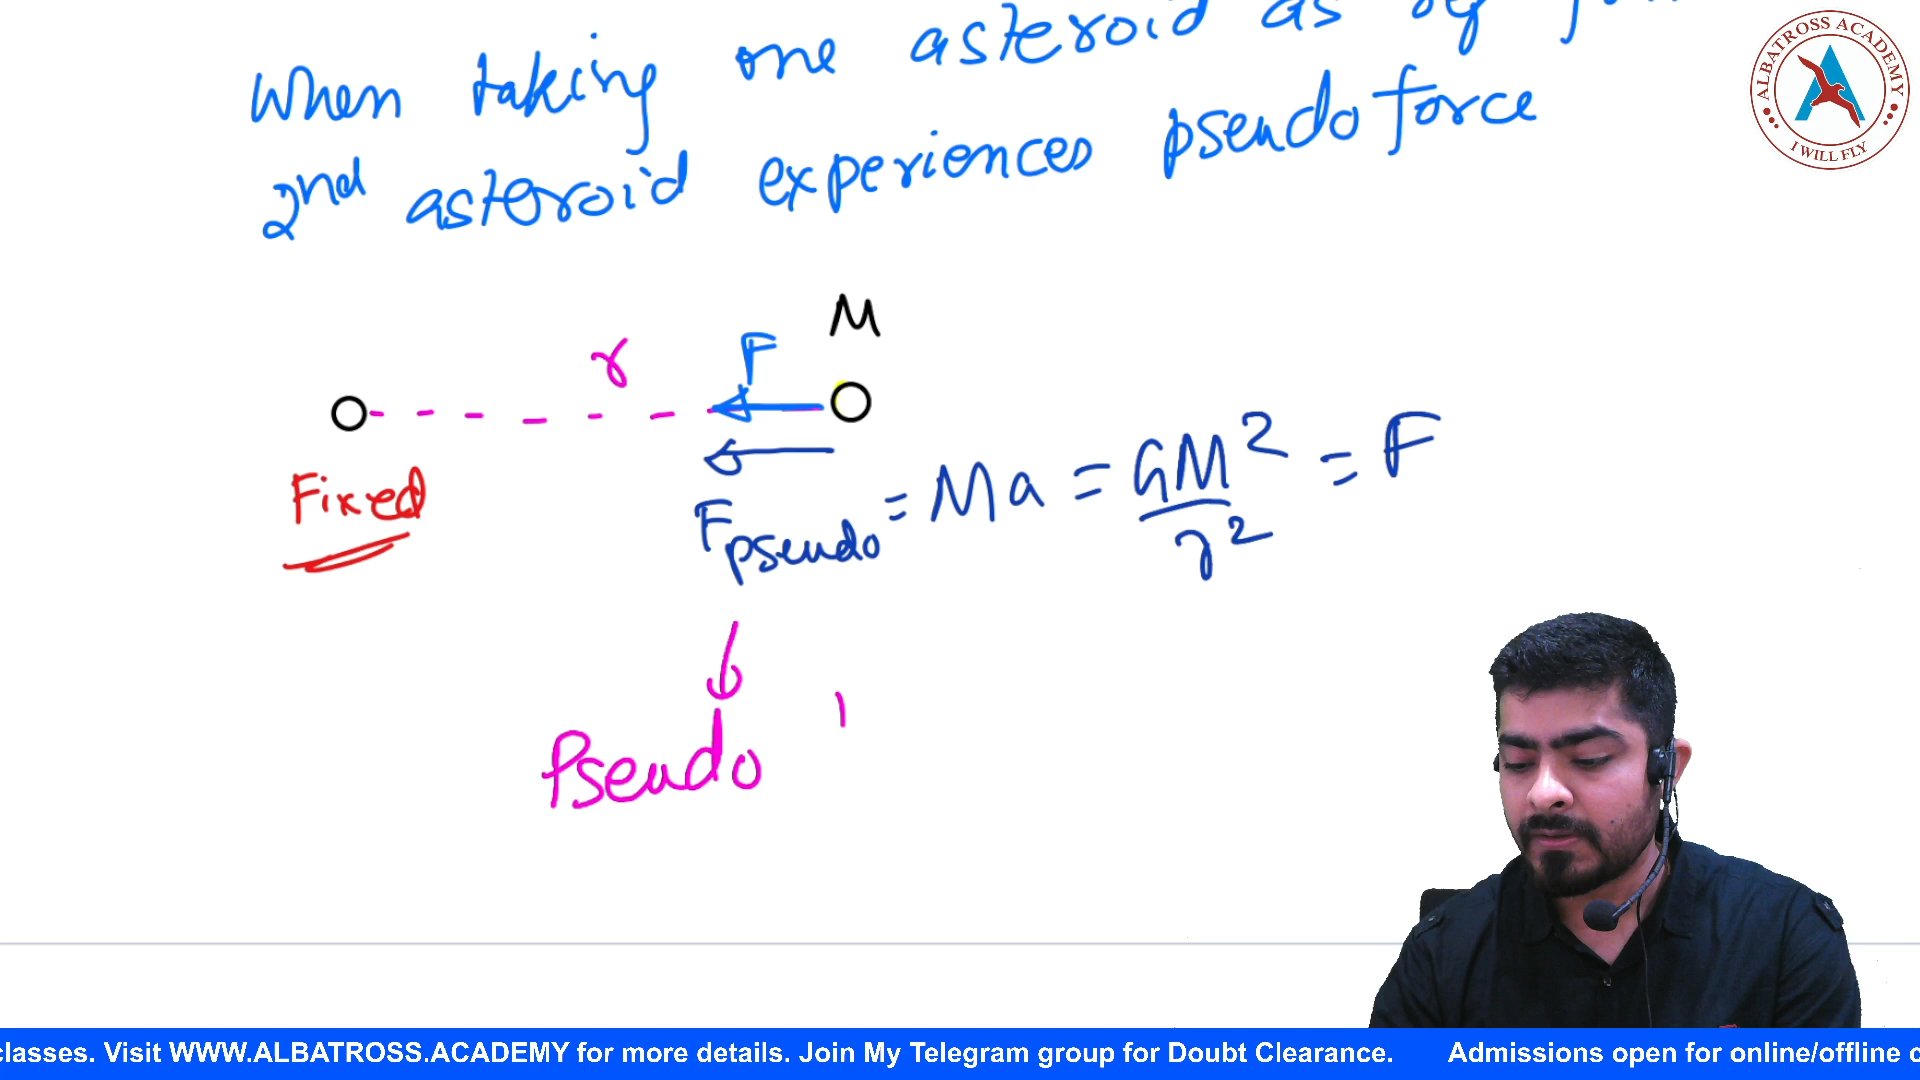 When taking one asteroid as
2nd asteroid experiences pseudo force
ALBATROSS ACADEMY
I WILL FLY
M
r
F
Fixed
F pseudo = Ma = GM² / r² = F
Pseudo
classes. Visit WWW.ALBATROSS.ACADEMY for more details. Join My Telegram group for Doubt Clearance. Admissions open for online/offline c